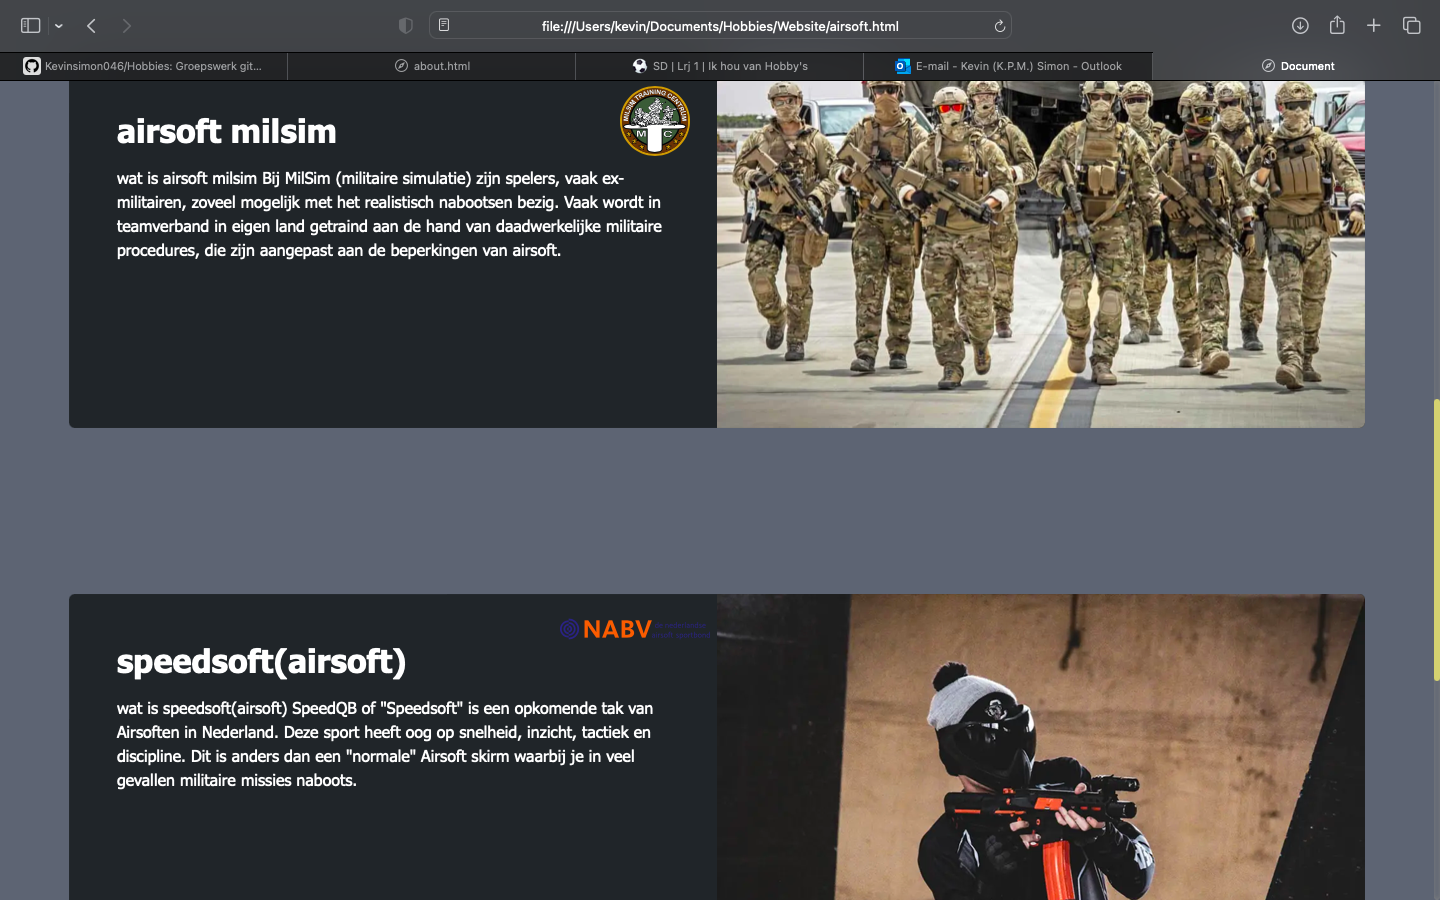 file:///Users/kevin/Documents/Hobbies/Website/airsoft.html
Kevinsimon046/Hobbies: Groepswerk git...
about.html
SD | Lrj 1 | Ik hou van Hobby's
E-mail - Kevin (K.P.M.) Simon - Outlook
Document
MILSIM TRAINING CENTRUM
M C
airsoft milsim
wat is airsoft milsim Bij MilSim (militaire simulatie) zijn spelers, vaak ex-
militairen, zoveel mogelijk met het realistisch nabootsen bezig. Vaak wordt in
teamverband in eigen land getraind aan de hand van daadwerkelijke militaire
procedures, die zijn aangepast aan de beperkingen van airsoft.
NABV
speedsoft(airsoft)
wat is speedsoft(airsoft) SpeedQB of "Speedsoft" is een opkomende tak van
Airsoften in Nederland. Deze sport heeft oog op snelheid, inzicht, tactiek en
discipline. Dit is anders dan een "normale" Airsoft skirm waarbij je in veel
gevallen militaire missies naboots.